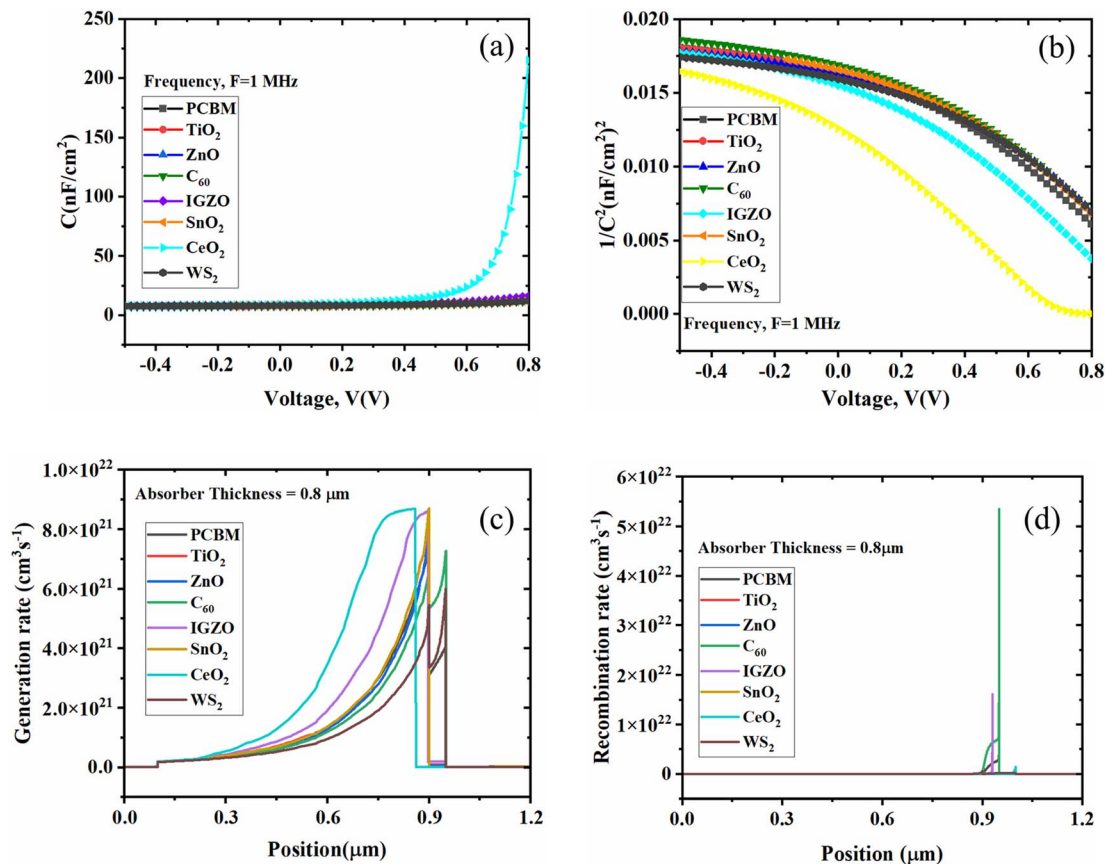 (a)
Frequency, F=1 MHz
PCBM
TiO₂
ZnO
C₆₀
IGZO
SnO₂
CeO₂
WS₂
C(nF/cm²)
250
200
150
100
50
0
-0.4 -0.2 0.0 0.2 0.4 0.6 0.8
Voltage, V(V)
(b)
PCBM
TiO₂
ZnO
C₆₀
IGZO
SnO₂
CeO₂
WS₂
Frequency, F=1 MHz
1/C²(nF/cm²)²
0.020
0.015
0.010
0.005
0.000
-0.4 -0.2 0.0 0.2 0.4 0.6 0.8
Voltage, V(V)
(c)
Absorber Thickness = 0.8 μm
PCBM
TiO₂
ZnO
C₆₀
IGZO
SnO₂
CeO₂
WS₂
Generation rate ((cm³s⁻¹)
1.0×10²²
8.0×10²¹
6.0×10²¹
4.0×10²¹
2.0×10²¹
0.0
0.0 0.3 0.6 0.9 1.2
Position(μm)
(d)
Absorber Thickness = 0.8μm
PCBM
TiO₂
ZnO
C₆₀
IGZO
SnO₂
CeO₂
WS₂
Recombination rate (cm³s⁻¹)
6×10²²
5×10²²
4×10²²
3×10²²
2×10²²
1×10²²
0
0.0 0.3 0.6 0.9 1.2
Position (μm)